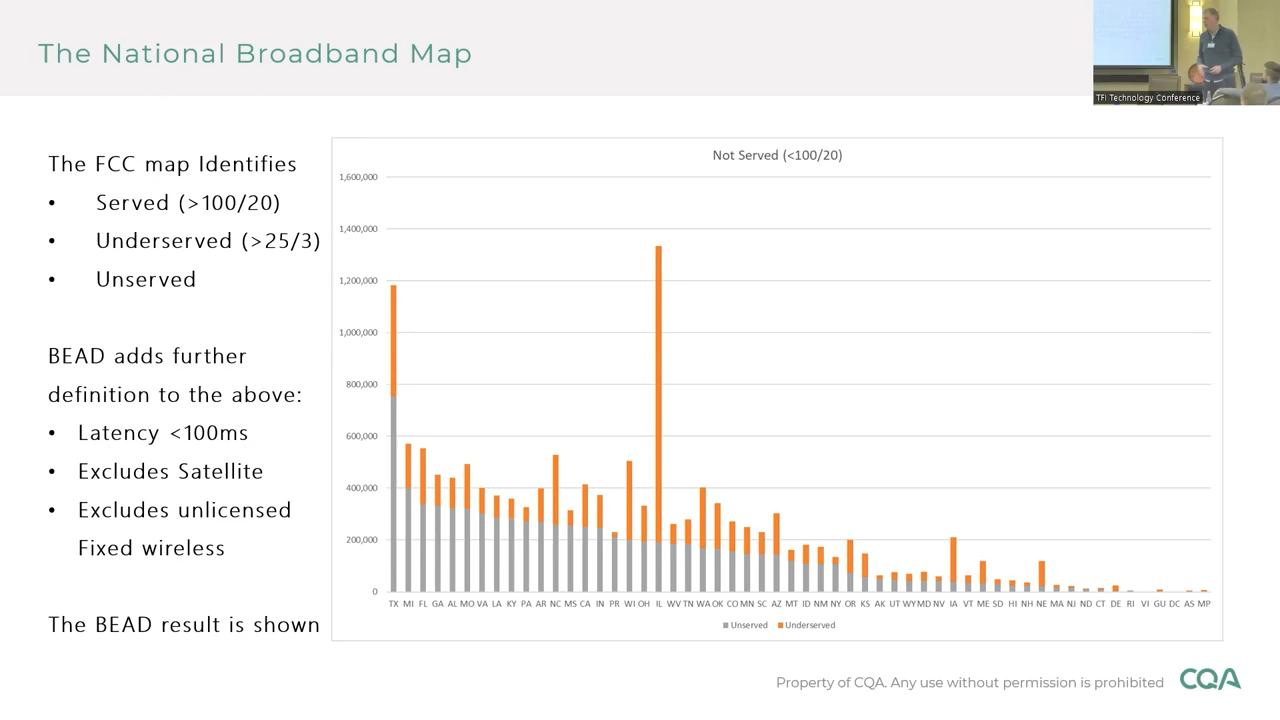 The National Broadband Map
TFI Technology Conference
The FCC map Identifies
• Served (>100/20)
• Underserved (>25/3)
• Unserved
BEAD adds further
definition to the above:
• Latency <100ms
• Excludes Satellite
• Excludes unlicensed
Fixed wireless
The BEAD result is shown
Not Served (<100/20)
1,600,000
1,400,000
1,200,000
1,000,000
800,000
600,000
400,000
200,000
0
TX MI FL GA AL MO VA LA KY PA AR NC MS CA IN PR WI OH IL WV TN WA OK CO MN SC AZ MT ID NM NY OR KS AK UT WY MD NV IA VT ME SD HI NH NE MA NJ ND CT DE RI VI GU DC AS MP
Unserved Underserved
Property of CQA. Any use without permission is prohibited
CQA